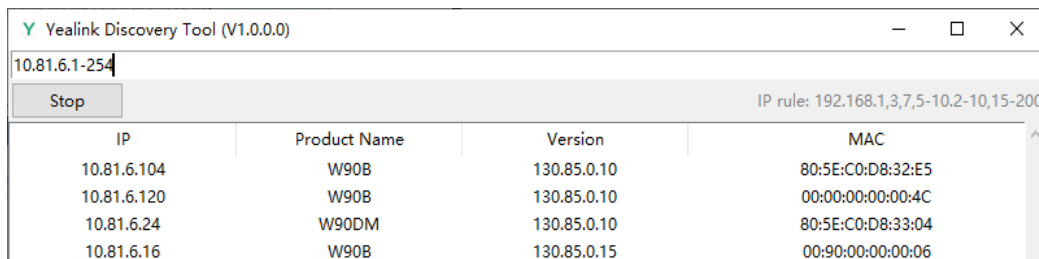 Y Yealink Discovery Tool (V1.0.0.0)
10.81.6.1-254
Stop IP rule: 192.168.1,3,7,5-10.2-10,15-200
IP Product Name Version MAC
10.81.6.104 W90B 130.85.0.10 80:5E:C0:D8:32:E5
10.81.6.120 W90B 130.85.0.10 00:00:00:00:00:4C
10.81.6.24 W90DM 130.85.0.10 80:5E:C0:D8:33:04
10.81.6.16 W90B 130.85.0.15 00:90:00:00:00:06